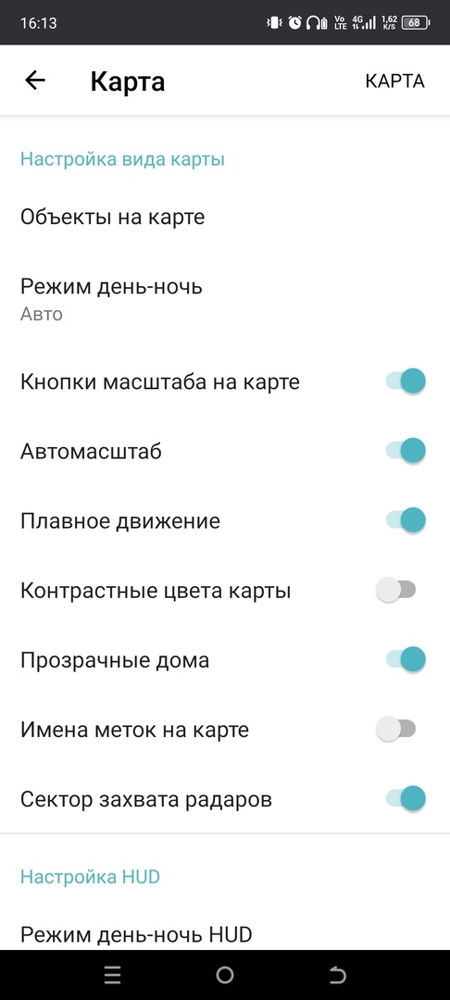 16:13
Vo LTE 4G 1,62 K/S 68
Карта
КАРТА
Настройка вида карты
Объекты на карте
Режим день-ночь
Авто
Кнопки масштаба на карте
Автомасштаб
Плавное движение
Контрастные цвета карты
Прозрачные дома
Имена меток на карте
Сектор захвата радаров
Настройка HUD
Режим день-ночь HUD